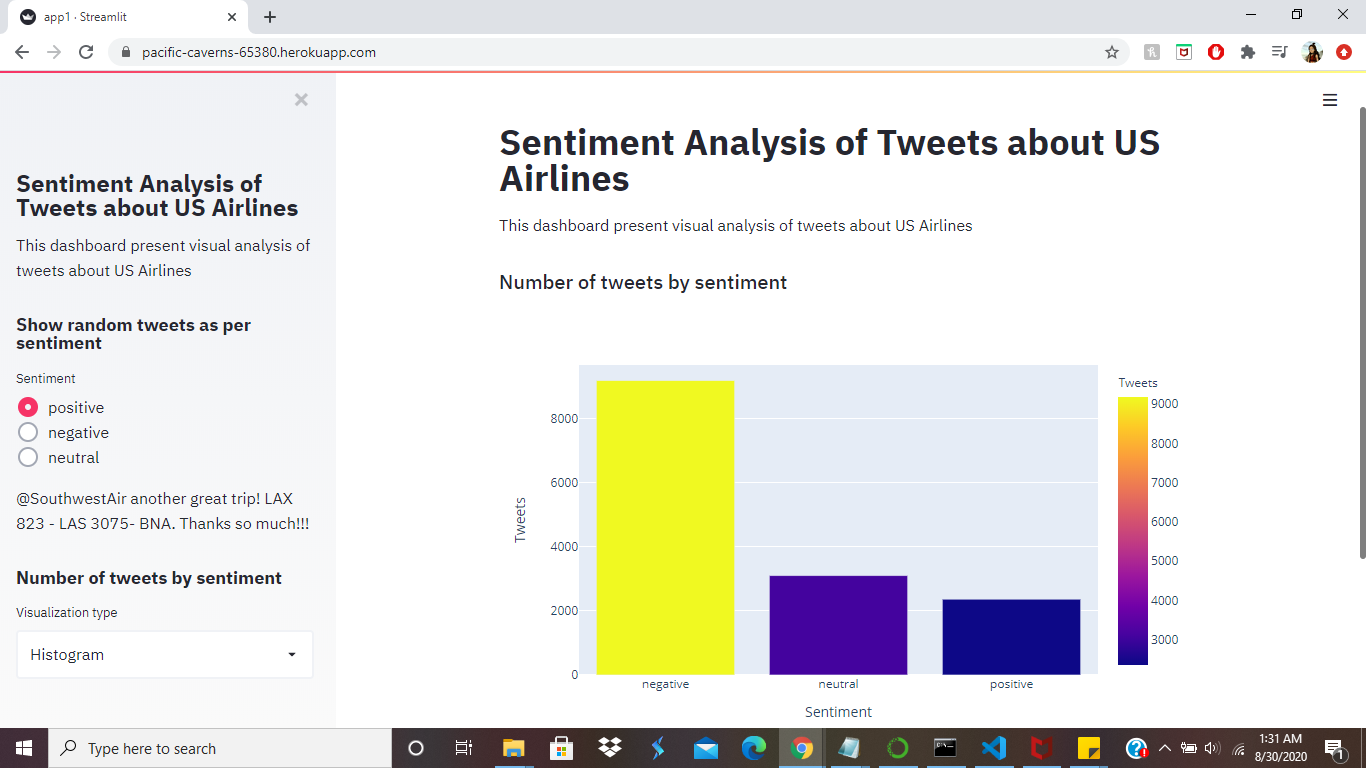 app1 · Streamlit
pacific-caverns-65380.herokuapp.com
Sentiment Analysis of
Tweets about US Airlines
This dashboard present visual analysis of
tweets about US Airlines
Show random tweets as per
sentiment
Sentiment
positive
negative
neutral
@SouthwestAir another great trip! LAX
823 - LAS 3075- BNA. Thanks so much!!!
Number of tweets by sentiment
Visualization type
Histogram
Sentiment Analysis of Tweets about US
Airlines
This dashboard present visual analysis of tweets about US Airlines
Number of tweets by sentiment
Tweets
8000
6000
4000
2000
0
negative
neutral
positive
Sentiment
Tweets
9000
8000
7000
6000
5000
4000
3000
Type here to search
1:31 AM
8/30/2020
1